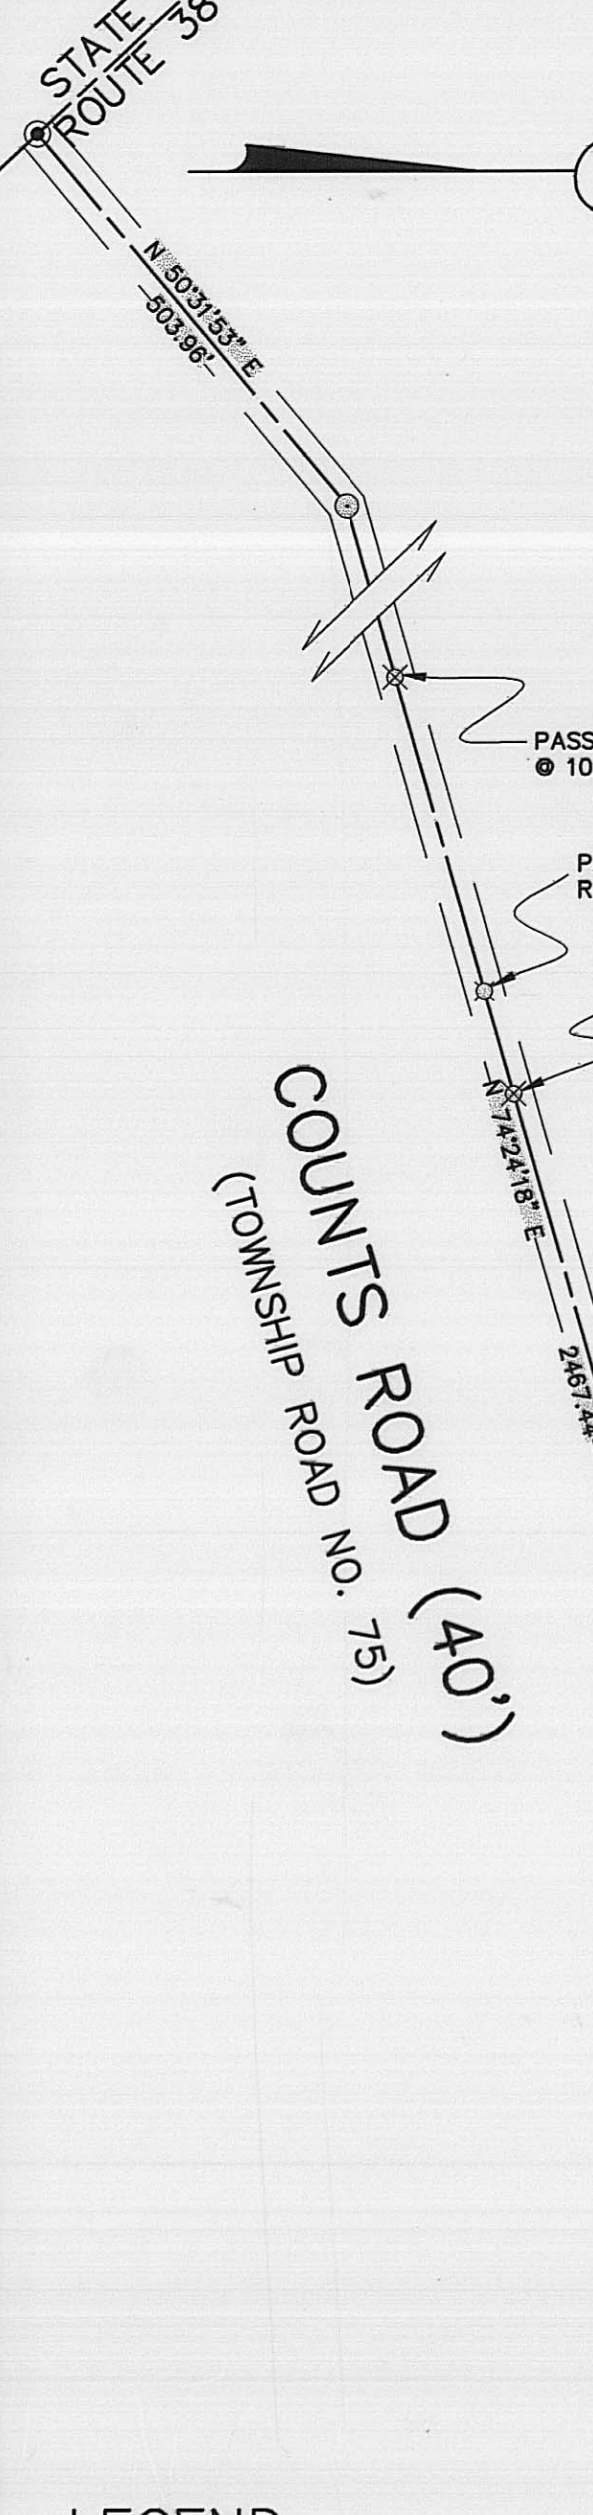 STATE
ROUTE 38
N 50°31'53" E
503.96'
PASS
@ 10
P
R
N 74°24'18" E
2467.44
COUNTS ROAD (40')
(TOWNSHIP ROAD NO. 75)
LEGEND